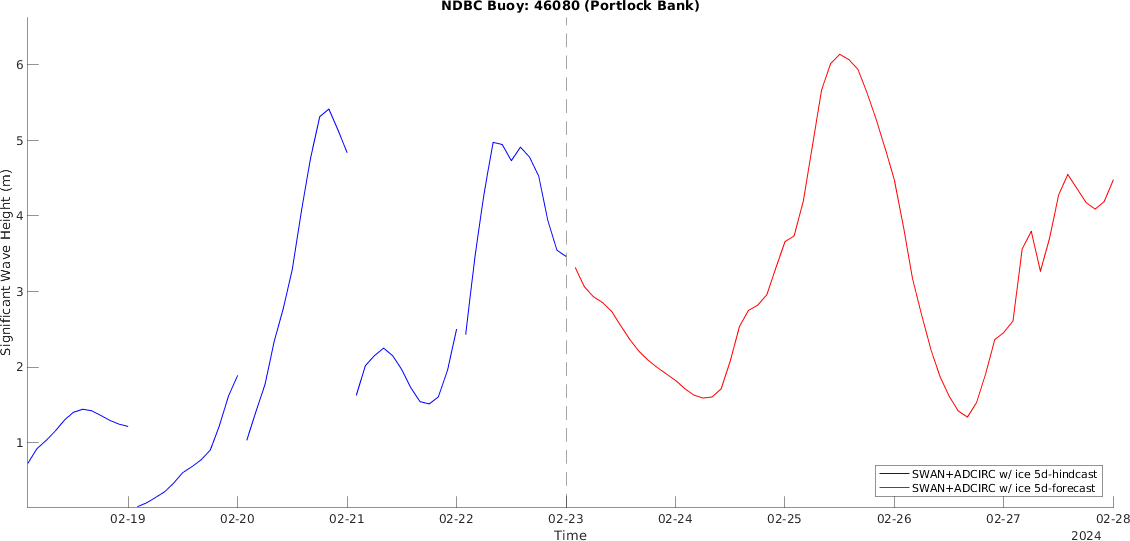 NDBC Buoy: 46080 (Portlock Bank)
6
5
4
3
2
1
Significant Wave Height (m)
SWAN+ADCIRC w/ ice 5d-hindcast
SWAN+ADCIRC w/ ice 5d-forecast
02-19 02-20 02-21 02-22 02-23 02-24 02-25 02-26 02-27 02-28
Time
2024